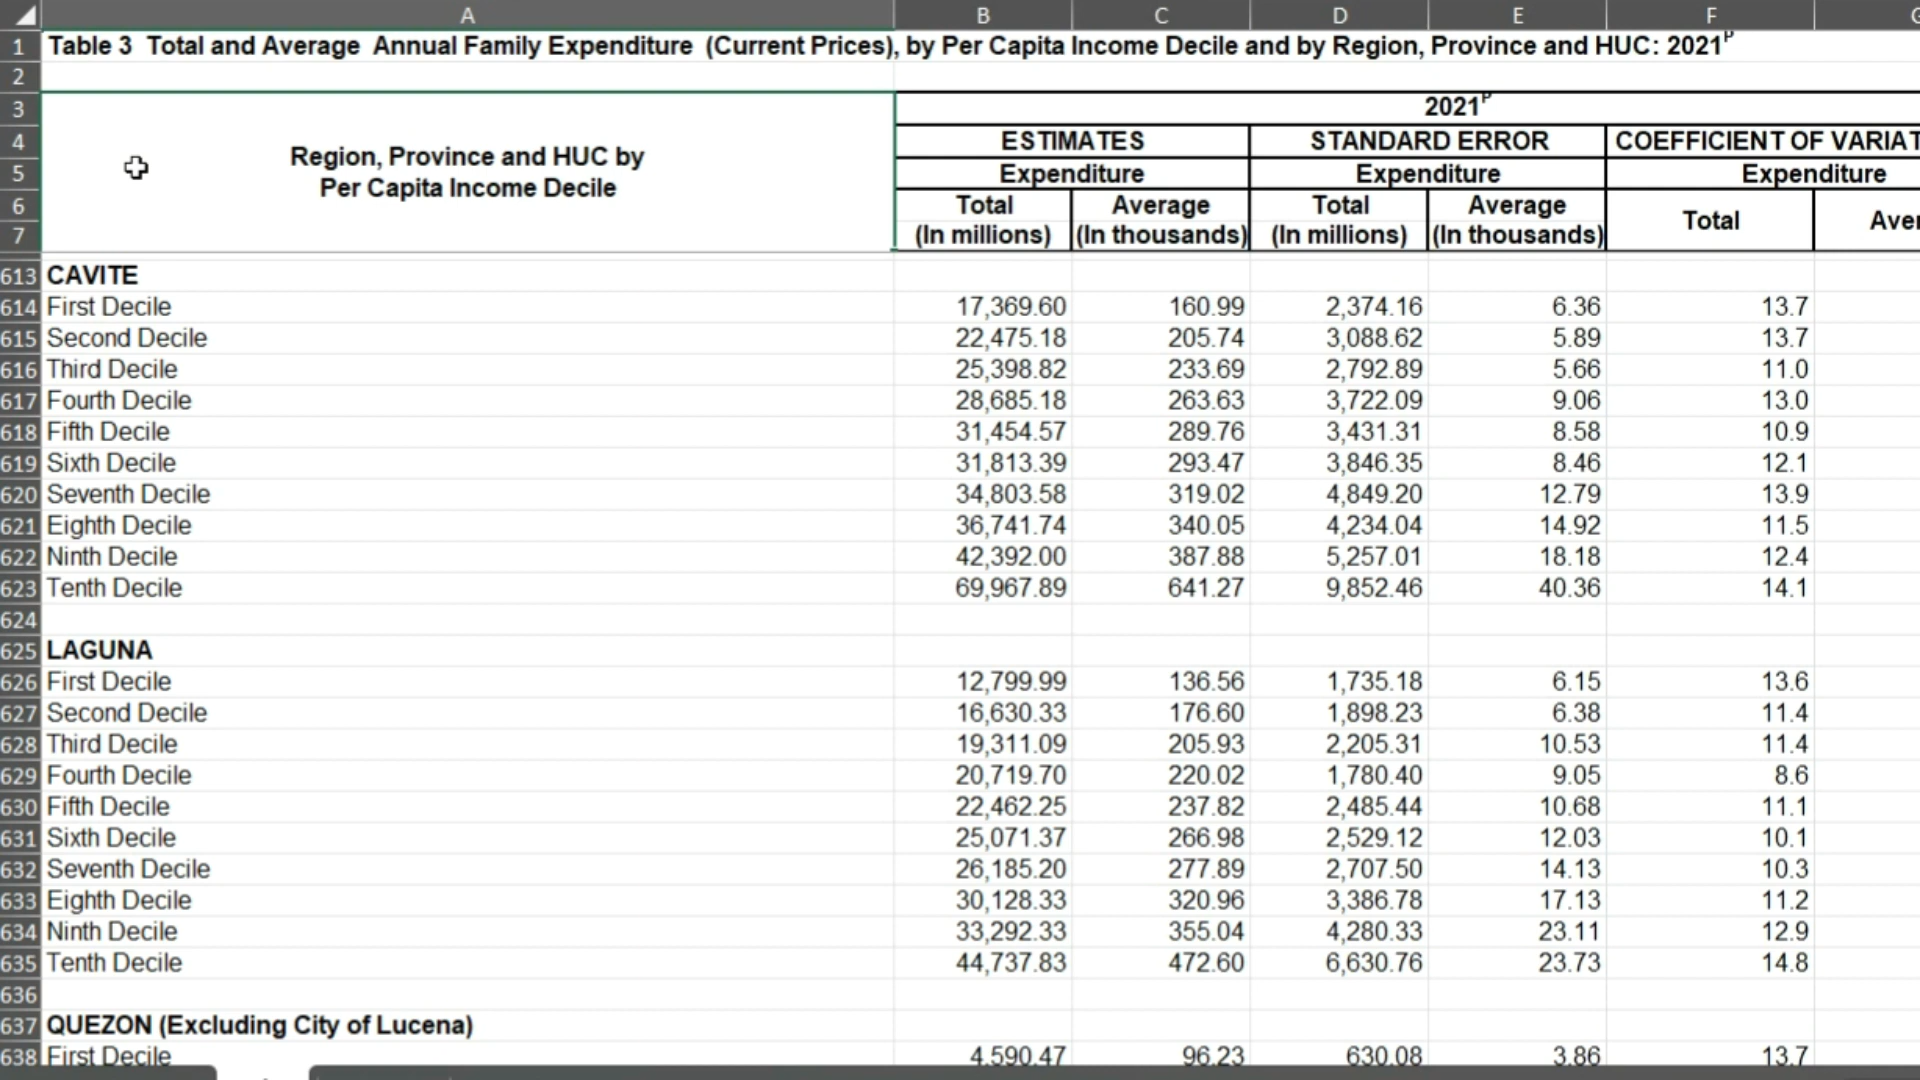 A B C D E F
1 Table 3 Total and Average Annual Family Expenditure (Current Prices), by Per Capita Income Decile and by Region, Province and HUC: 2021ᵖ
2
3 2021ᵖ
4 ESTIMATES STANDARD ERROR COEFFICIENT OF VARIAT
Region, Province and HUC by
5 Expenditure Expenditure Expenditure
Per Capita Income Decile
6 Total Average Total Average Total Aver
7 (In millions) (In thousands) (In millions) (In thousands)
613 CAVITE
614 First Decile 17,369.60 160.99 2,374.16 6.36 13.7
615 Second Decile 22,475.18 205.74 3,088.62 5.89 13.7
616 Third Decile 25,398.82 233.69 2,792.89 5.66 11.0
617 Fourth Decile 28,685.18 263.63 3,722.09 9.06 13.0
618 Fifth Decile 31,454.57 289.76 3,431.31 8.58 10.9
619 Sixth Decile 31,813.39 293.47 3,846.35 8.46 12.1
620 Seventh Decile 34,803.58 319.02 4,849.20 12.79 13.9
621 Eighth Decile 36,741.74 340.05 4,234.04 14.92 11.5
622 Ninth Decile 42,392.00 387.88 5,257.01 18.18 12.4
623 Tenth Decile 69,967.89 641.27 9,852.46 40.36 14.1
624
625 LAGUNA
626 First Decile 12,799.99 136.56 1,735.18 6.15 13.6
627 Second Decile 16,630.33 176.60 1,898.23 6.38 11.4
628 Third Decile 19,311.09 205.93 2,205.31 10.53 11.4
629 Fourth Decile 20,719.70 220.02 1,780.40 9.05 8.6
630 Fifth Decile 22,462.25 237.82 2,485.44 10.68 11.1
631 Sixth Decile 25,071.37 266.98 2,529.12 12.03 10.1
632 Seventh Decile 26,185.20 277.89 2,707.50 14.13 10.3
633 Eighth Decile 30,128.33 320.96 3,386.78 17.13 11.2
634 Ninth Decile 33,292.33 355.04 4,280.33 23.11 12.9
635 Tenth Decile 44,737.83 472.60 6,630.76 23.73 14.8
636
637 QUEZON (Excluding City of Lucena)
638 First Decile 4,590.47 96.23 630.08 3.86 13.7